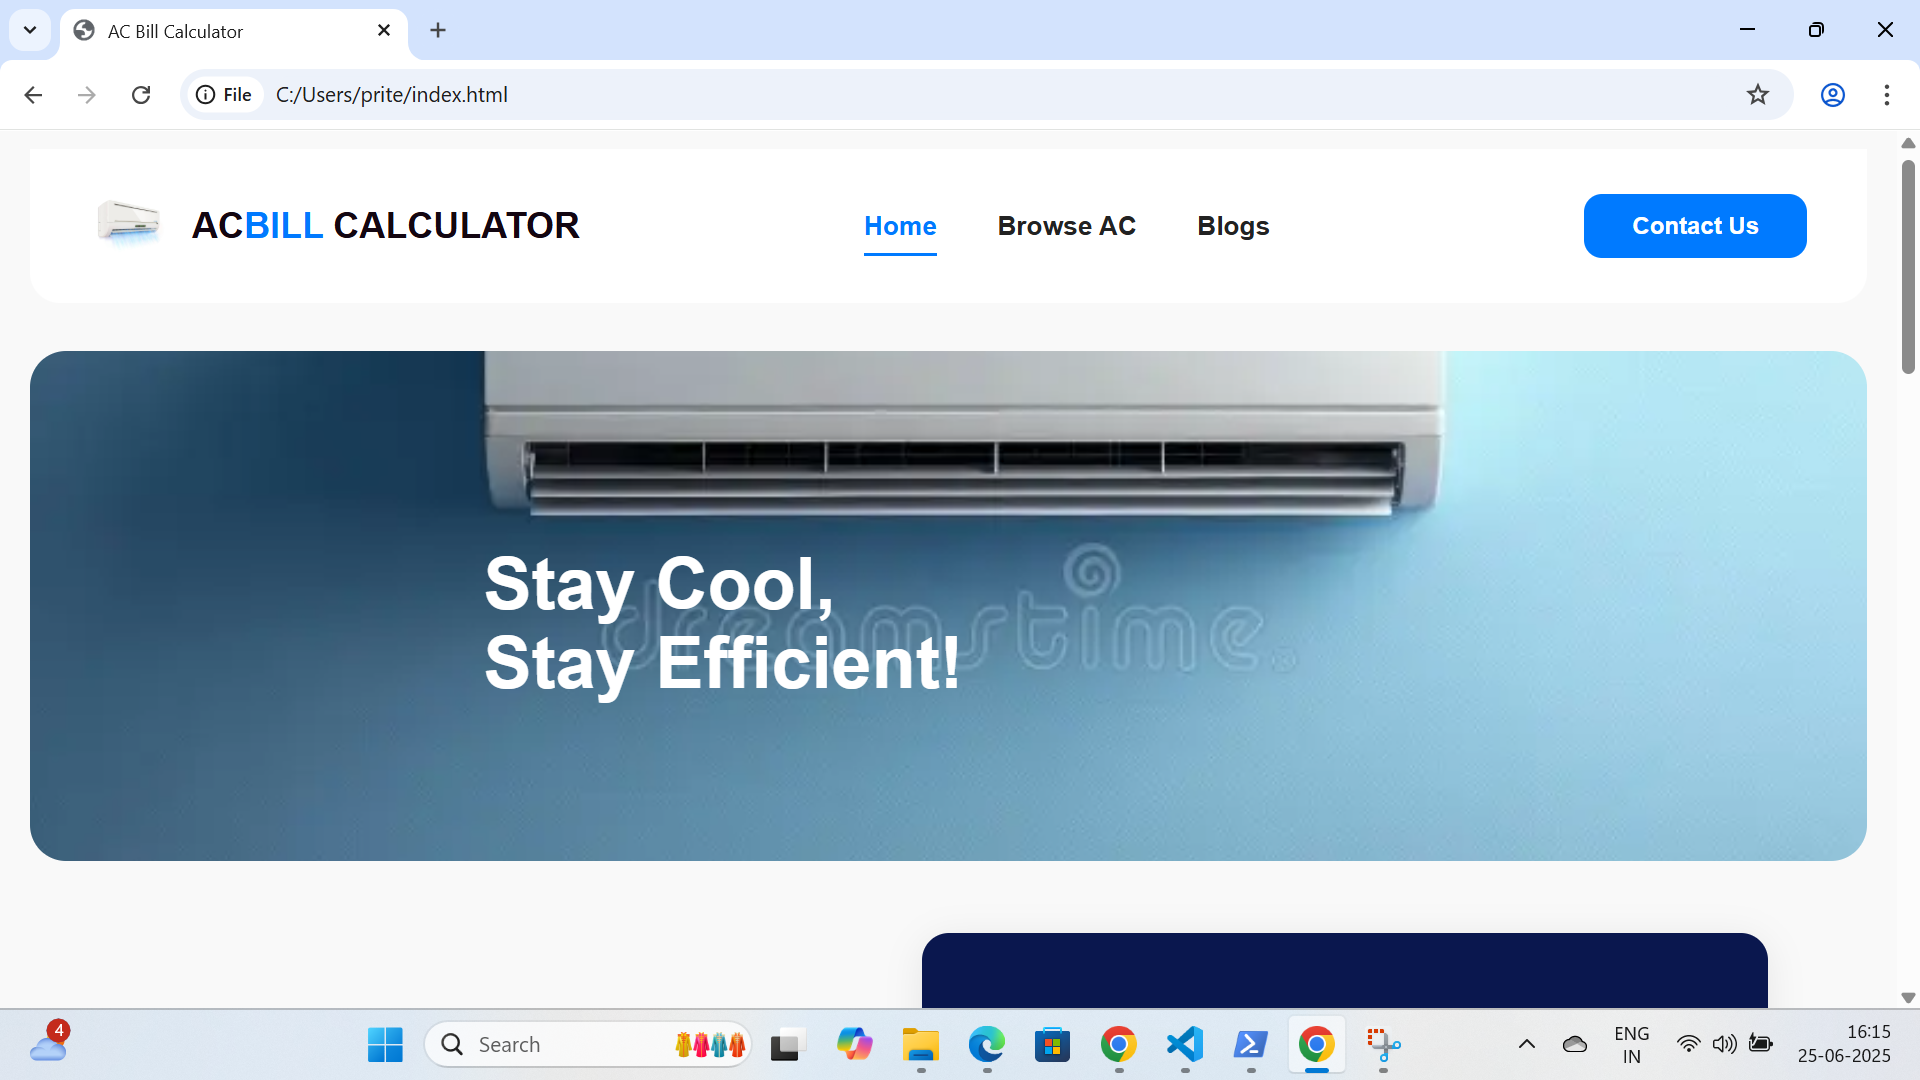 AC Bill Calculator
File
C:/Users/prite/index.html
ACBILL CALCULATOR
Home
Browse AC
Blogs
Contact Us
Stay Cool,
Stay Efficient!
dreamstime®
4
Search
ENG
IN
16:15
25-06-2025